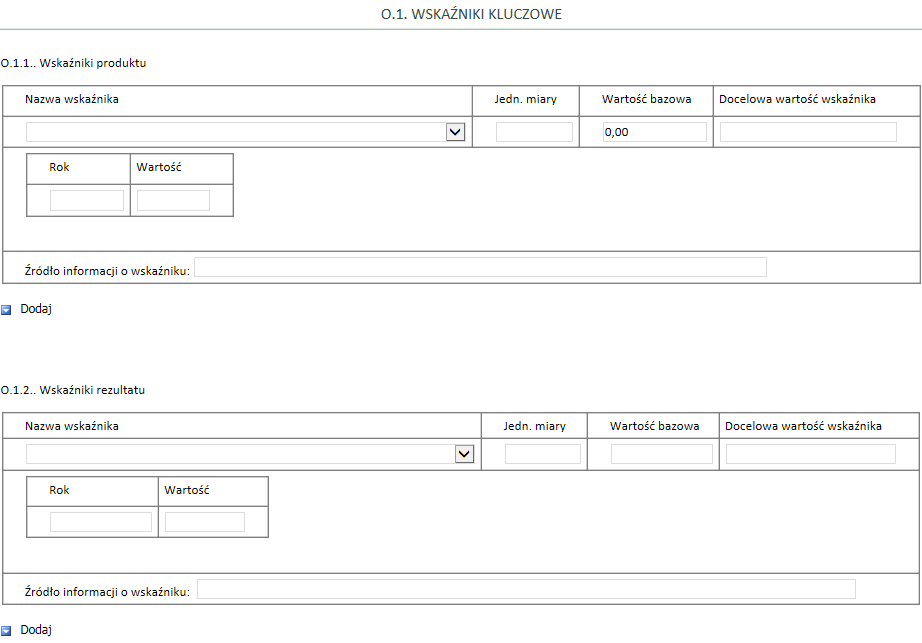 O.1. WSKAŹNIKI KLUCZOWE
O.1.1.. Wskaźniki produktu
Nazwa wskaźnika Jedn. miary Wartość bazowa Docelowa wartość wskaźnika
0,00
Rok Wartość
Źródło informacji o wskaźniku:
Dodaj
O.1.2.. Wskaźniki rezultatu
Nazwa wskaźnika Jedn. miary Wartość bazowa Docelowa wartość wskaźnika
Rok Wartość
Źródło informacji o wskaźniku:
Dodaj